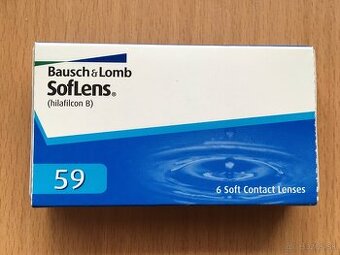 Bausch & Lomb
SofLens®
(hilafilcon B)
59
6 Soft Contact Lenses